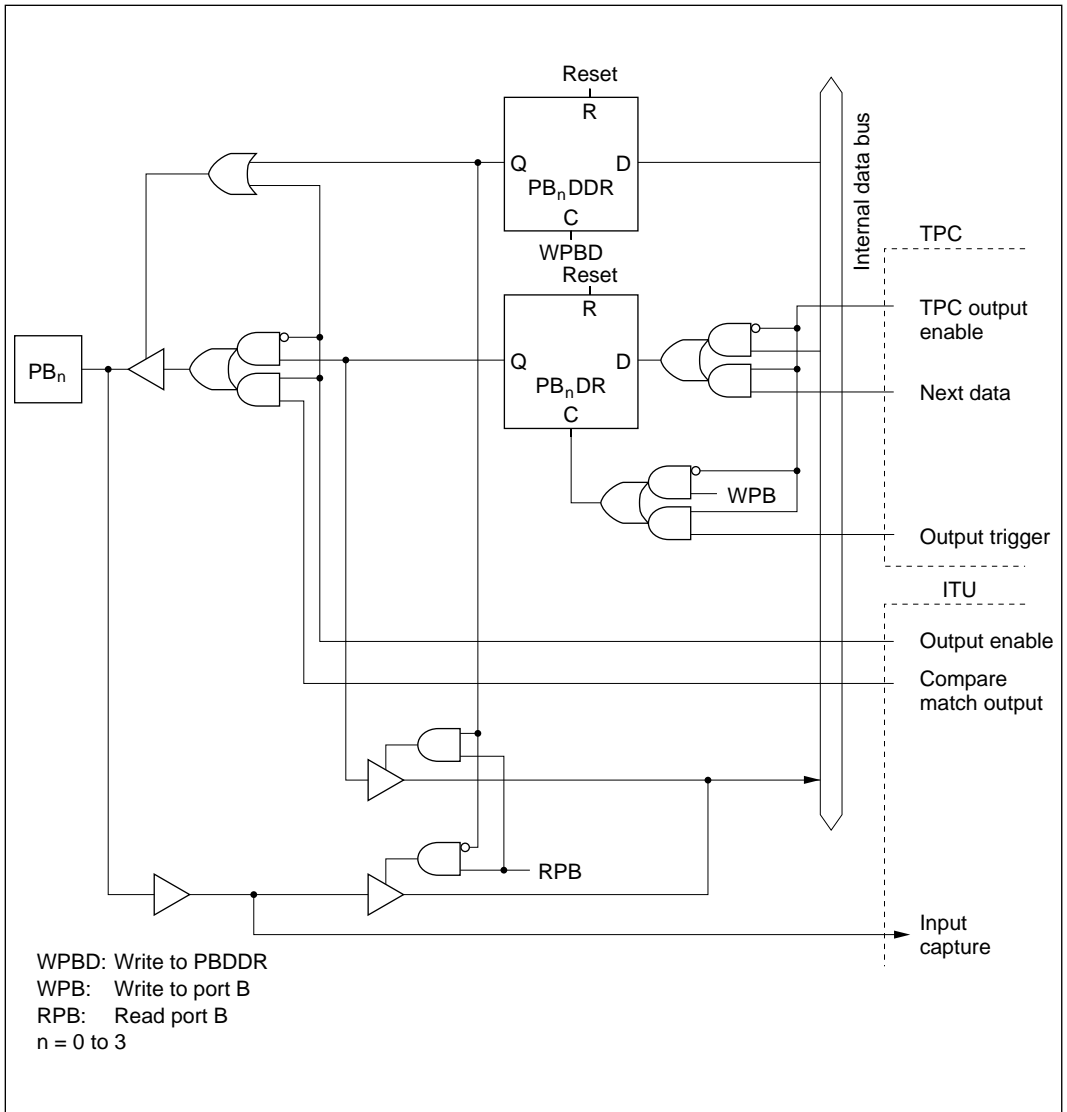 Reset
R
Q
D
PBnDDR
C
WPBD
Internal data bus
TPC
Reset
R
TPC output
enable
PBn
Q
D
PBnDR
C
Next data
WPB
Output trigger
ITU
Output enable
Compare
match output
RPB
Input
capture
WPBD: Write to PBDDR
WPB: Write to port B
RPB: Read port B
n = 0 to 3